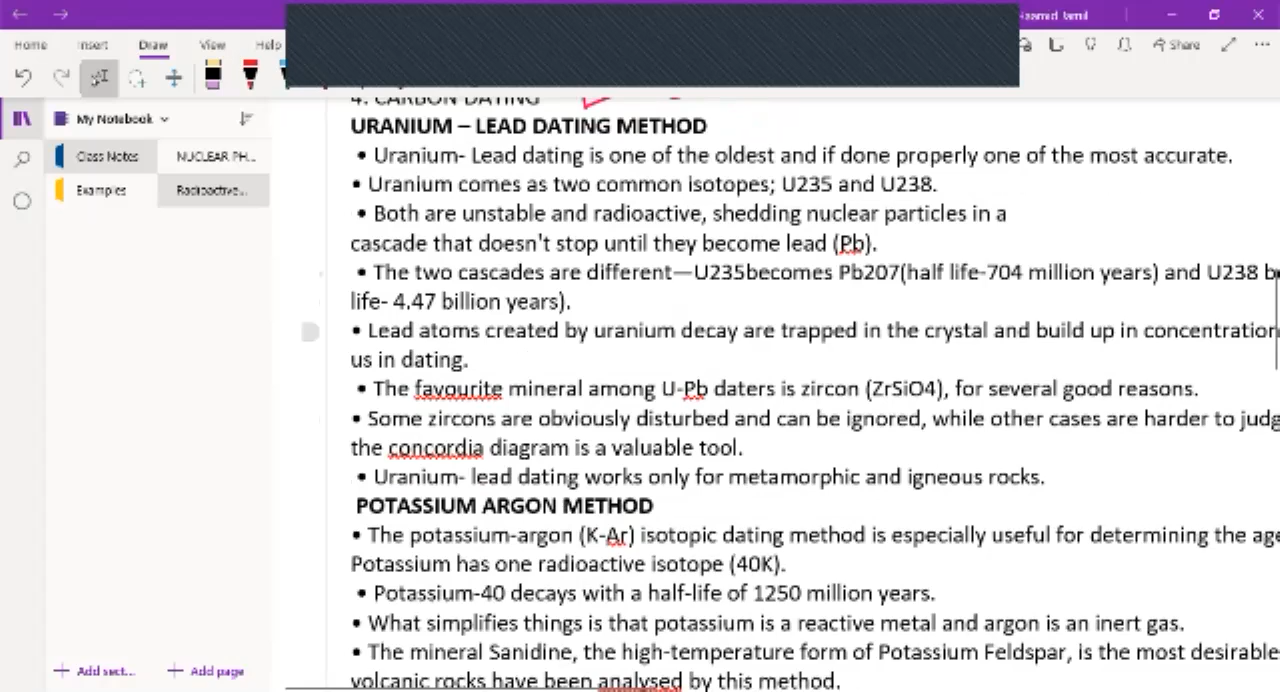 Home Insert Draw View Help
Share
My Notebook
Class Notes
NUCLEAR PH...
Examples
Radioactive...
4. CARBON DATING
URANIUM – LEAD DATING METHOD
• Uranium- Lead dating is one of the oldest and if done properly one of the most accurate.
• Uranium comes as two common isotopes; U235 and U238.
• Both are unstable and radioactive, shedding nuclear particles in a
cascade that doesn't stop until they become lead (Pb).
• The two cascades are different—U235becomes Pb207(half life-704 million years) and U238 b
life- 4.47 billion years).
• Lead atoms created by uranium decay are trapped in the crystal and build up in concentration
us in dating.
• The favourite mineral among U-Pb daters is zircon (ZrSiO4), for several good reasons.
• Some zircons are obviously disturbed and can be ignored, while other cases are harder to judg
the concordia diagram is a valuable tool.
• Uranium- lead dating works only for metamorphic and igneous rocks.
POTASSIUM ARGON METHOD
• The potassium-argon (K-Ar) isotopic dating method is especially useful for determining the age
Potassium has one radioactive isotope (40K).
• Potassium-40 decays with a half-life of 1250 million years.
• What simplifies things is that potassium is a reactive metal and argon is an inert gas.
• The mineral Sanidine, the high-temperature form of Potassium Feldspar, is the most desirable
volcanic rocks have been analysed by this method.
+ Add sect...
+ Add page